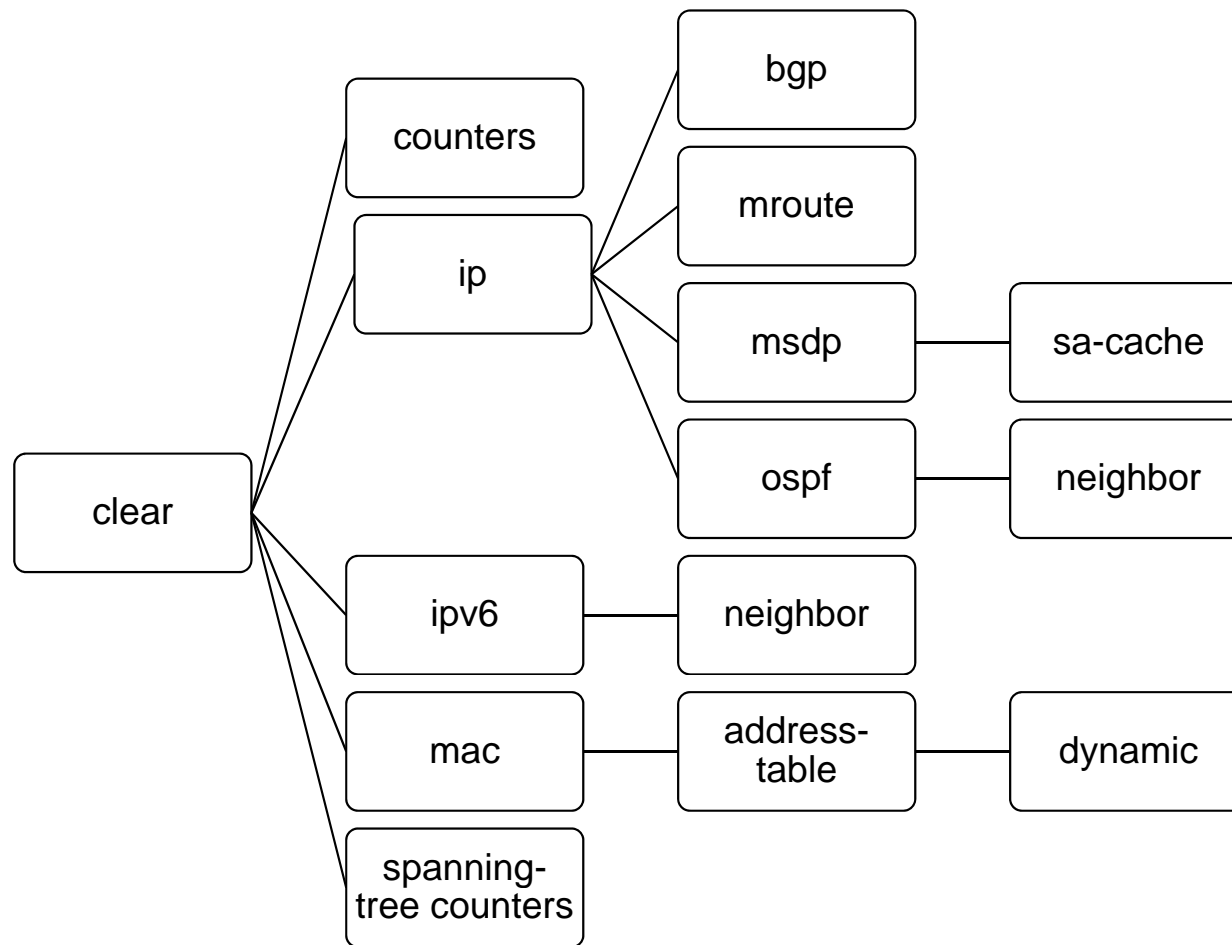 bgp
counters
mroute
ip
msdp
sa-cache
ospf
neighbor
clear
ipv6
neighbor
mac
address-
table
dynamic
spanning-
tree counters